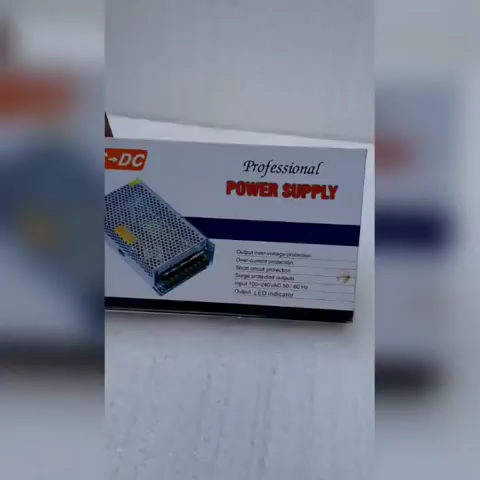 →DC
Professional
POWER SUPPLY
Output over-voltage protection
Over-current protection
Short circuit protection
Surge protected outputs
Input 100~240VAC 50 / 60 Hz
Output LED indicator